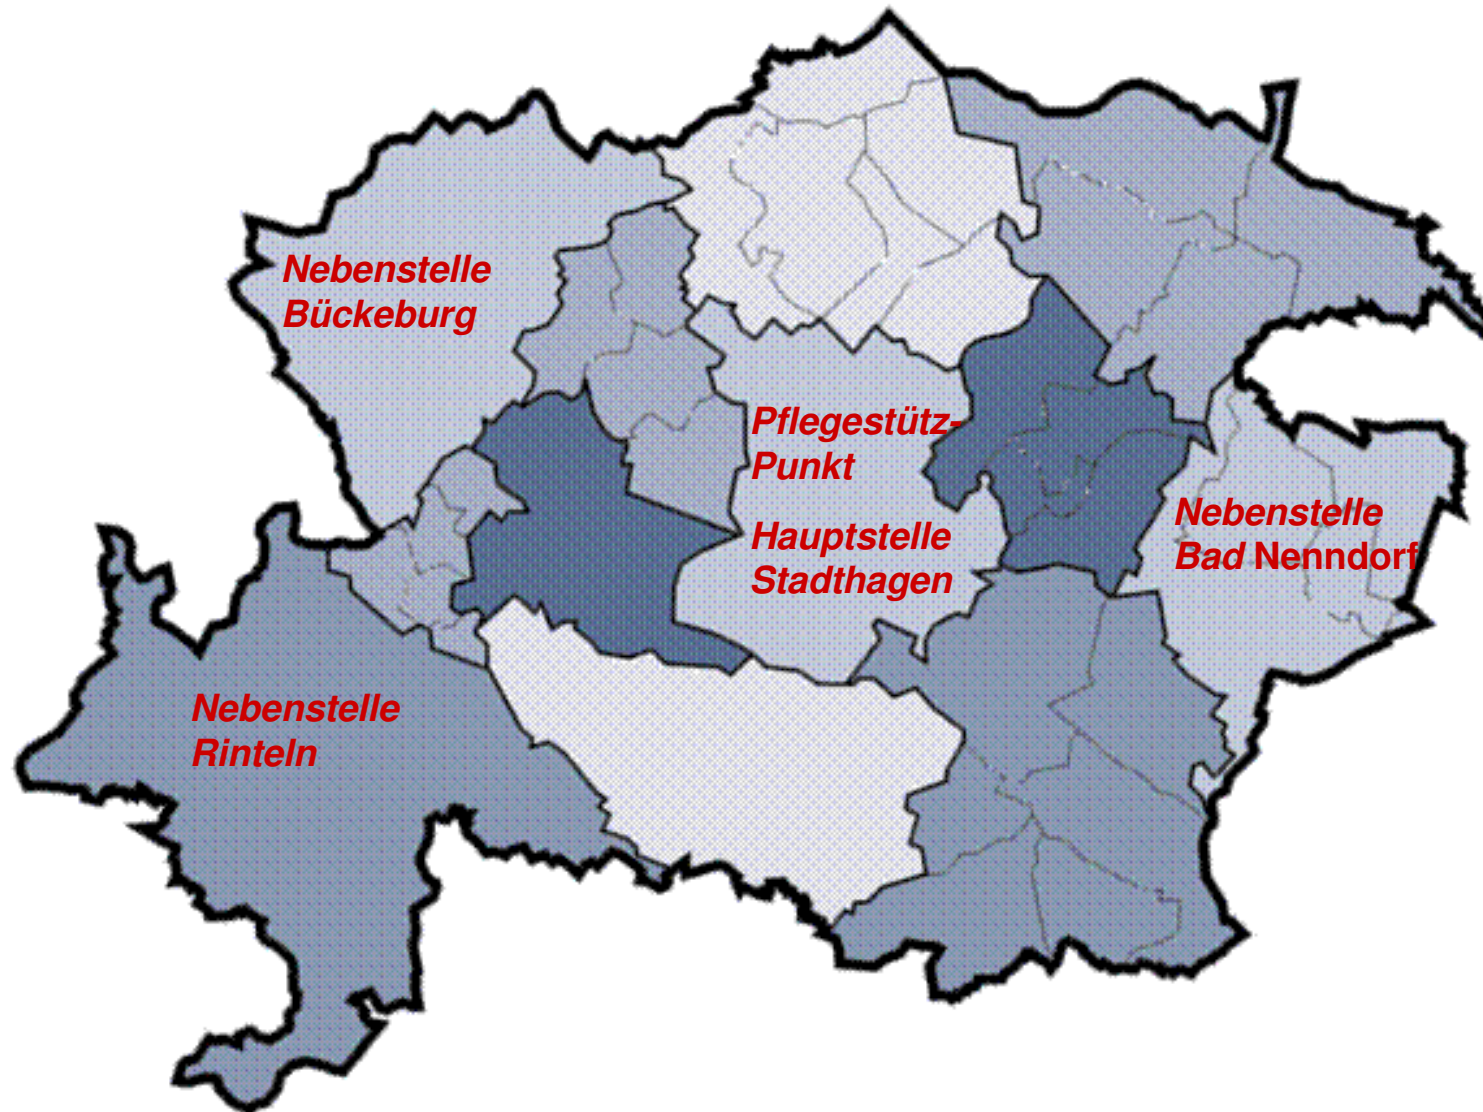 Nebenstelle
Bückeburg
Pflegestütz-
Punkt
Hauptstelle
Stadthagen
Nebenstelle
Bad Nenndorf
Nebenstelle
Rinteln